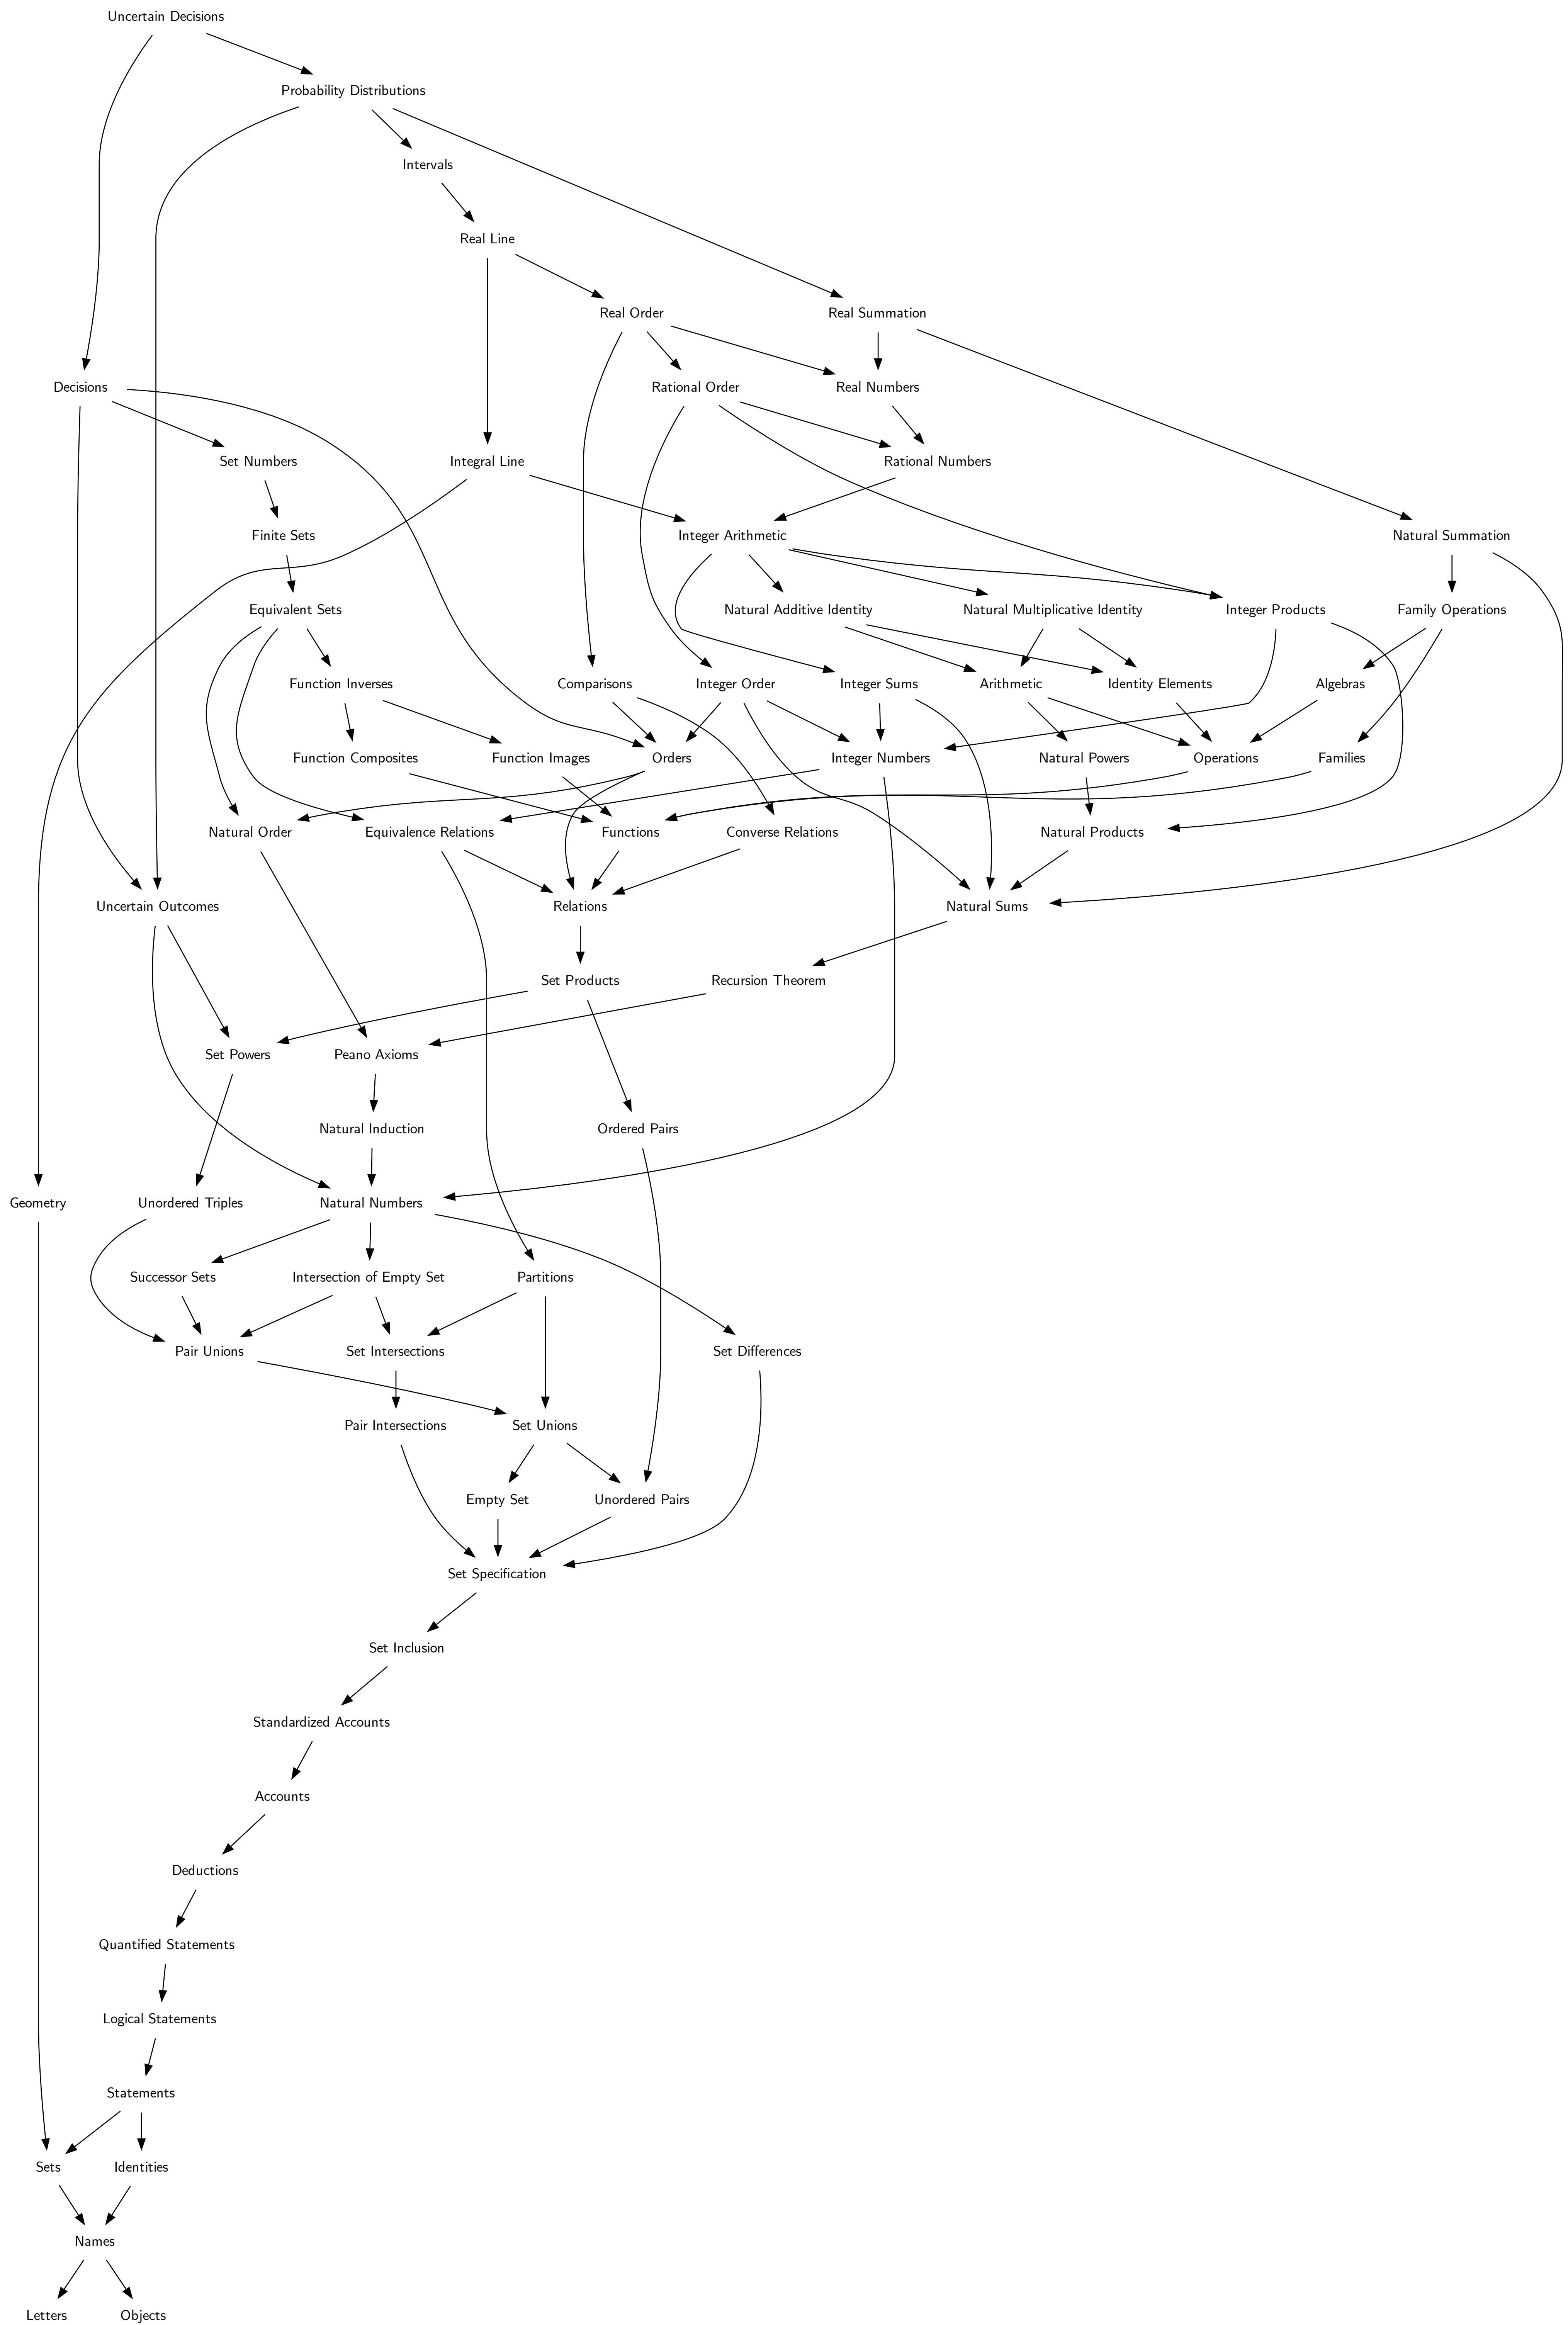 Uncertain Decisions
Probability Distributions
Intervals
Real Line
Real Order
Real Summation
Decisions
Rational Order
Real Numbers
Set Numbers
Integral Line
Rational Numbers
Finite Sets
Integer Arithmetic
Natural Summation
Equivalent Sets
Natural Additive Identity
Natural Multiplicative Identity
Integer Products
Family Operations
Function Inverses
Comparisons
Integer Order
Integer Sums
Arithmetic
Identity Elements
Algebras
Function Composites
Function Images
Orders
Integer Numbers
Natural Powers
Operations
Families
Natural Order
Equivalence Relations
Functions
Converse Relations
Natural Products
Uncertain Outcomes
Relations
Natural Sums
Set Products
Recursion Theorem
Set Powers
Peano Axioms
Natural Induction
Ordered Pairs
Geometry
Unordered Triples
Natural Numbers
Successor Sets
Intersection of Empty Set
Partitions
Pair Unions
Set Intersections
Set Differences
Pair Intersections
Set Unions
Empty Set
Unordered Pairs
Set Specification
Set Inclusion
Standardized Accounts
Accounts
Deductions
Quantified Statements
Logical Statements
Statements
Sets
Identities
Names
Letters
Objects